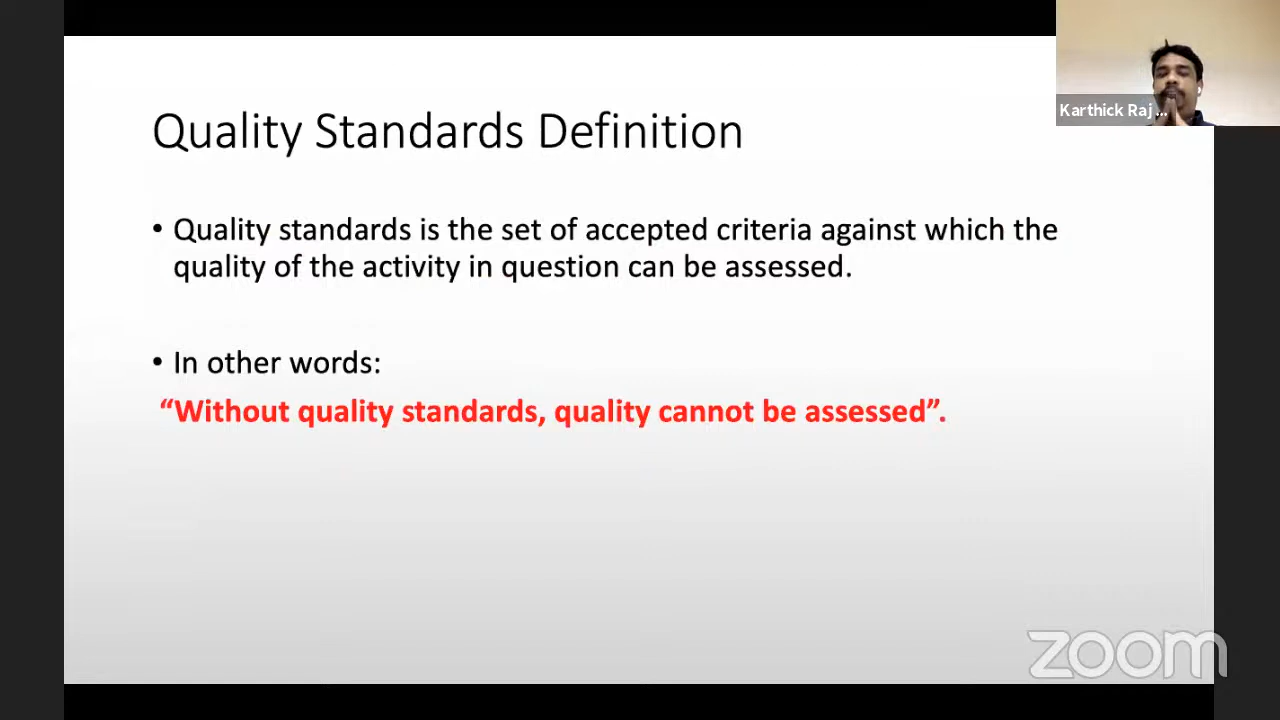 Karthick Raj ...
Quality Standards Definition
• Quality standards is the set of accepted criteria against which the
quality of the activity in question can be assessed.
• In other words:
“Without quality standards, quality cannot be assessed”.
zoom